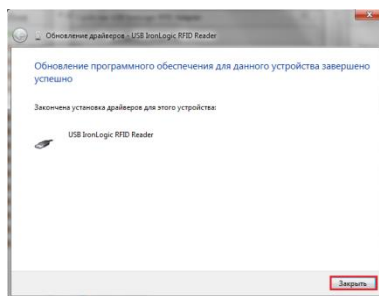 Обновление драйверов - USB IronLogic RFID Reader
Обновление программного обеспечения для данного устройства завершено
успешно
Закончена установка драйверов для этого устройства:
USB IronLogic RFID Reader
Закрыть